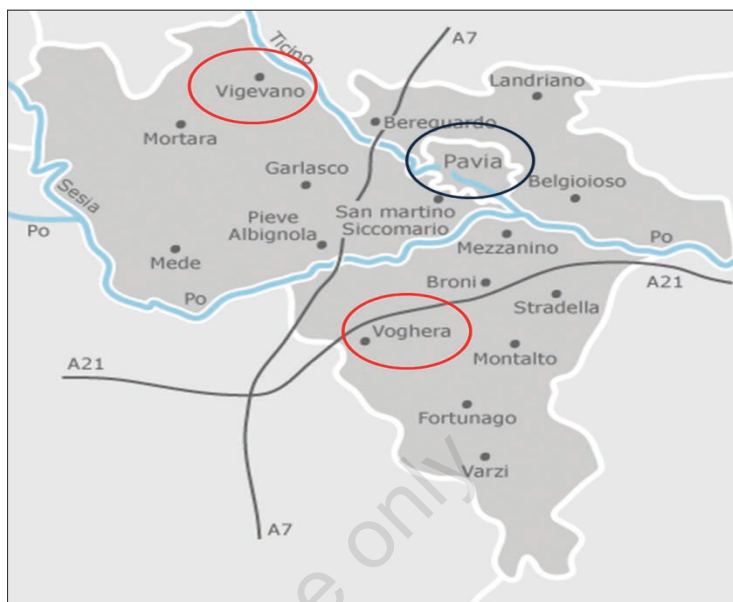 A7
Ticino
Landriano
Vigevano
Bereguardo
Mortara
Pavia
Garlasco
Belgioioso
Sesia
San martino
Siccomario
Pieve
Albignola
Po
Mezzanino
Po
Mede
Broni
A21
Po
Stradella
Voghera
Montalto
A21
Fortunago
Varzi
A7
e only